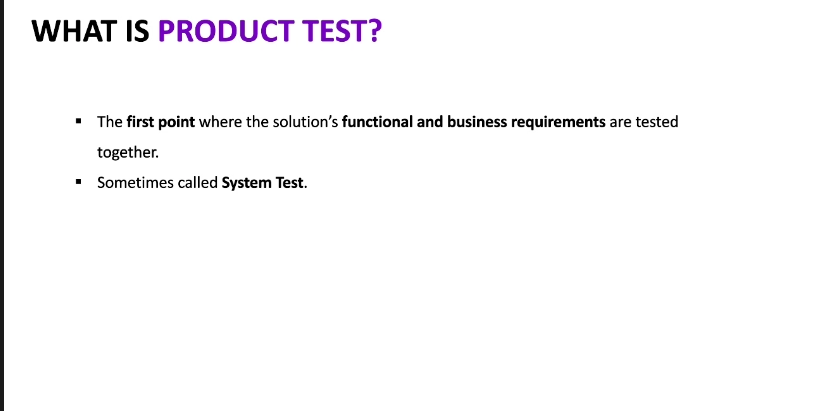 WHAT IS PRODUCT TEST?
▪ The first point where the solution’s functional and business requirements are tested
together.
▪ Sometimes called System Test.